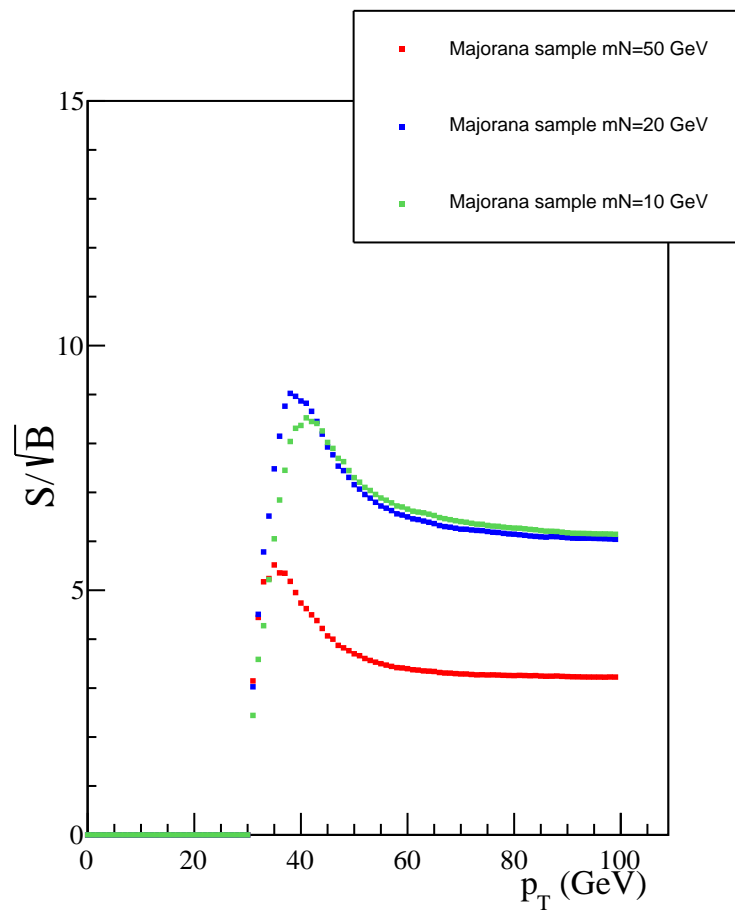 Majorana sample mN=50 GeV
Majorana sample mN=20 GeV
Majorana sample mN=10 GeV
15
10
5
0
S/√B
0 20 40 60 80 100
p_T (GeV)